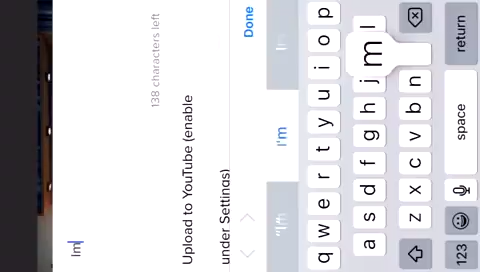 Im
138 characters left
Upload to YouTube (enable
under Settings)
Done
I'm
q w e r t y u i o p
a s d f g h j l
m
z x c v b n
123
space
return